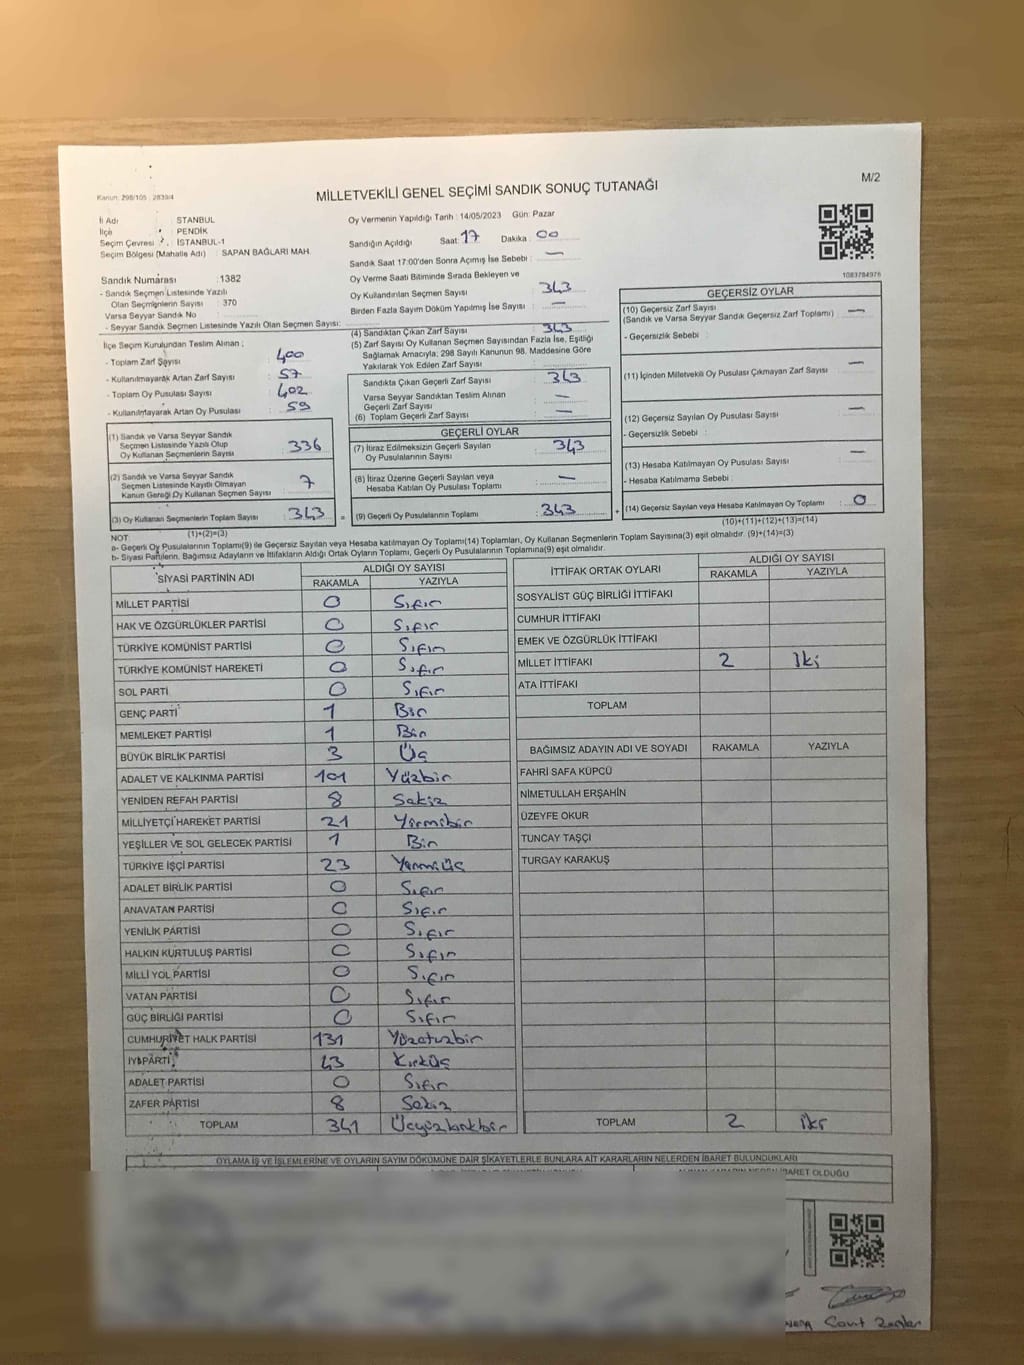 M/2
Kanun: 298/105 : 2839/4
MİLLETVEKİLİ GENEL SEÇİMİ SANDIK SONUÇ TUTANAĞI
İl Adı : STANBUL
İlçe : PENDİK
Seçim Çevresi : İSTANBUL-1
Seçim Bölgesi (Mahalle Adı) : SAPAN BAĞLARI MAH.
Sandık Numarası : 1382
- Sandık Seçmen Listesinde Yazılı
Olan Seçmenlerin Sayısı : 370
Varsa Seyyar Sandık No :
- Seyyar Sandık Seçmen Listesinde Yazılı Olan Seçmen Sayısı:
İlçe Seçim Kurulundan Teslim Alınan ;
- Toplam Zarf Sayısı : 400
- Kullanılmayarak Artan Zarf Sayısı : 57
- Toplam Oy Pusulası Sayısı : 402
- Kullanılmayarak Artan Oy Pusulası : 59
(1) Sandık ve Varsa Seyyar Sandık
Seçmen Listesinde Yazılı Olup
Oy Kullanan Seçmenlerin Sayısı : 336
(2) Sandık ve Varsa Seyyar Sandık
Seçmen Listesinde Kayıtlı Olmayan
Kanun Gereği Oy Kullanan Seçmen Sayısı : 7
(3) Oy Kullanan Seçmenlerin Toplam Sayısı : 343
(1)+(2)=(3)
Oy Vermenin Yapıldığı Tarih : 14/05/2023 Gün: Pazar
Sandığın Açıldığı Saat: 17 Dakika : 00
Sandık Saat 17:00'den Sonra Açımış İse Sebebi : —
Oy Verme Saati Bitiminde Sırada Bekleyen ve
Oy Kullandırılan Seçmen Sayısı : 343
Birden Fazla Sayım Döküm Yapılmış İse Sayısı : —
(4) Sandıktan Çıkan Zarf Sayısı : 343
(5) Zarf Sayısı Oy Kullanan Seçmen Sayısından Fazla İse, Eşitliği
Sağlamak Amacıyla, 298 Sayılı Kanunun 98. Maddesine Göre
Yakılarak Yok Edilen Zarf Sayısı :
Sandıkta Çıkan Geçerli Zarf Sayısı : 343
Varsa Seyyar Sandıktan Teslim Alınan
Geçerli Zarf Sayısı : —
(6) Toplam Geçerli Zarf Sayısı : —
GEÇERLİ OYLAR
(7) İtiraz Edilmeksizin Geçerli Sayılan
Oy Pusulalarının Sayısı : 343
(8) İtiraz Üzerine Geçerli Sayılan veya
Hesaba Katılan Oy Pusulası Toplamı : —
= (9) Geçerli Oy Pusulalarının Toplamı : 343
1083784976
GEÇERSİZ OYLAR
(10) Geçersiz Zarf Sayısı : —
(Sandık ve Varsa Seyyar Sandık Geçersiz Zarf Toplamı)
- Geçersizlik Sebebi :
(11) İçinden Milletvekili Oy Pusulası Çıkmayan Zarf Sayısı : —
(12) Geçersiz Sayılan Oy Pusulası Sayısı : —
- Geçersizlik Sebebi :
(13) Hesaba Katılmayan Oy Pusulası Sayısı : —
- Hesaba Katılmama Sebebi :
+ (14) Geçersiz Sayılan veya Hesaba Katılmayan Oy Toplamı : 0
(10)+(11)+(12)+(13)=(14)
NOT:
a- Geçerli Oy Pusulalarının Toplamı(9) ile Geçersiz Sayılan veya Hesaba katılmayan Oy Toplamı(14) Toplamları, Oy Kullanan Seçmenlerin Toplam Sayısına(3) eşit olmalıdır. (9)+(14)=(3)
b- Siyasi Partilerin, Bağımsız Adayların ve İttifakların Aldığı Ortak Oyların Toplamı, Geçerli Oy Pusulalarının Toplamına(9) eşit olmalıdır.
SİYASİ PARTİNİN ADI ALDIĞI OY SAYISI
RAKAMLA YAZIYLA
MİLLET PARTİSİ 0 Sıfır
HAK VE ÖZGÜRLÜKLER PARTİSİ 0 Sıfır
TÜRKİYE KOMÜNİST PARTİSİ 0 Sıfır
TÜRKİYE KOMÜNİST HAREKETİ 0 Sıfır
SOL PARTİ 0 Sıfır
GENÇ PARTİ 1 Bir
MEMLEKET PARTİSİ 1 Bir
BÜYÜK BİRLİK PARTİSİ 3 Üç
ADALET VE KALKINMA PARTİSİ 101 Yüzbir
YENİDEN REFAH PARTİSİ 8 Sekiz
MİLLİYETÇİ HAREKET PARTİSİ 21 Yirmibir
YEŞİLLER VE SOL GELECEK PARTİSİ 1 Bir
TÜRKİYE İŞÇİ PARTİSİ 23 Yirmiüç
ADALET BİRLİK PARTİSİ 0 Sıfır
ANAVATAN PARTİSİ 0 Sıfır
YENİLİK PARTİSİ 0 Sıfır
HALKIN KURTULUŞ PARTİSİ 0 Sıfır
MİLLİ YOL PARTİSİ 0 Sıfır
VATAN PARTİSİ 0 Sıfır
GÜÇ BİRLİĞİ PARTİSİ 0 Sıfır
CUMHURİYET HALK PARTİSİ 131 Yüzotuzbir
İYİ PARTİ 43 Kırküç
ADALET PARTİSİ 0 Sıfır
ZAFER PARTİSİ 8 Sekiz
TOPLAM 341 Üçyüzkırkbir
İTTİFAK ORTAK OYLARI ALDIĞI OY SAYISI
RAKAMLA YAZIYLA
SOSYALİST GÜÇ BİRLİĞİ İTTİFAKI
CUMHUR İTTİFAKI
EMEK VE ÖZGÜRLÜK İTTİFAKI
MİLLET İTTİFAKI 2 İki
ATA İTTİFAKI
TOPLAM
BAĞIMSIZ ADAYIN ADI VE SOYADI RAKAMLA YAZIYLA
FAHRİ SAFA KÜPCÜ
NİMETULLAH ERŞAHİN
ÜZEYFE OKUR
TUNCAY TAŞÇI
TURGAY KARAKUŞ
TOPLAM 2 iki
OYLAMA İŞ VE İŞLEMLERİNE VE OYLARIN SAYIM DÖKÜMÜNE DAİR ŞİKAYETLERLE BUNLARA AİT KARARLARIN NELERDEN İBARET BULUNDUKLARI
İBARET OLDUĞU